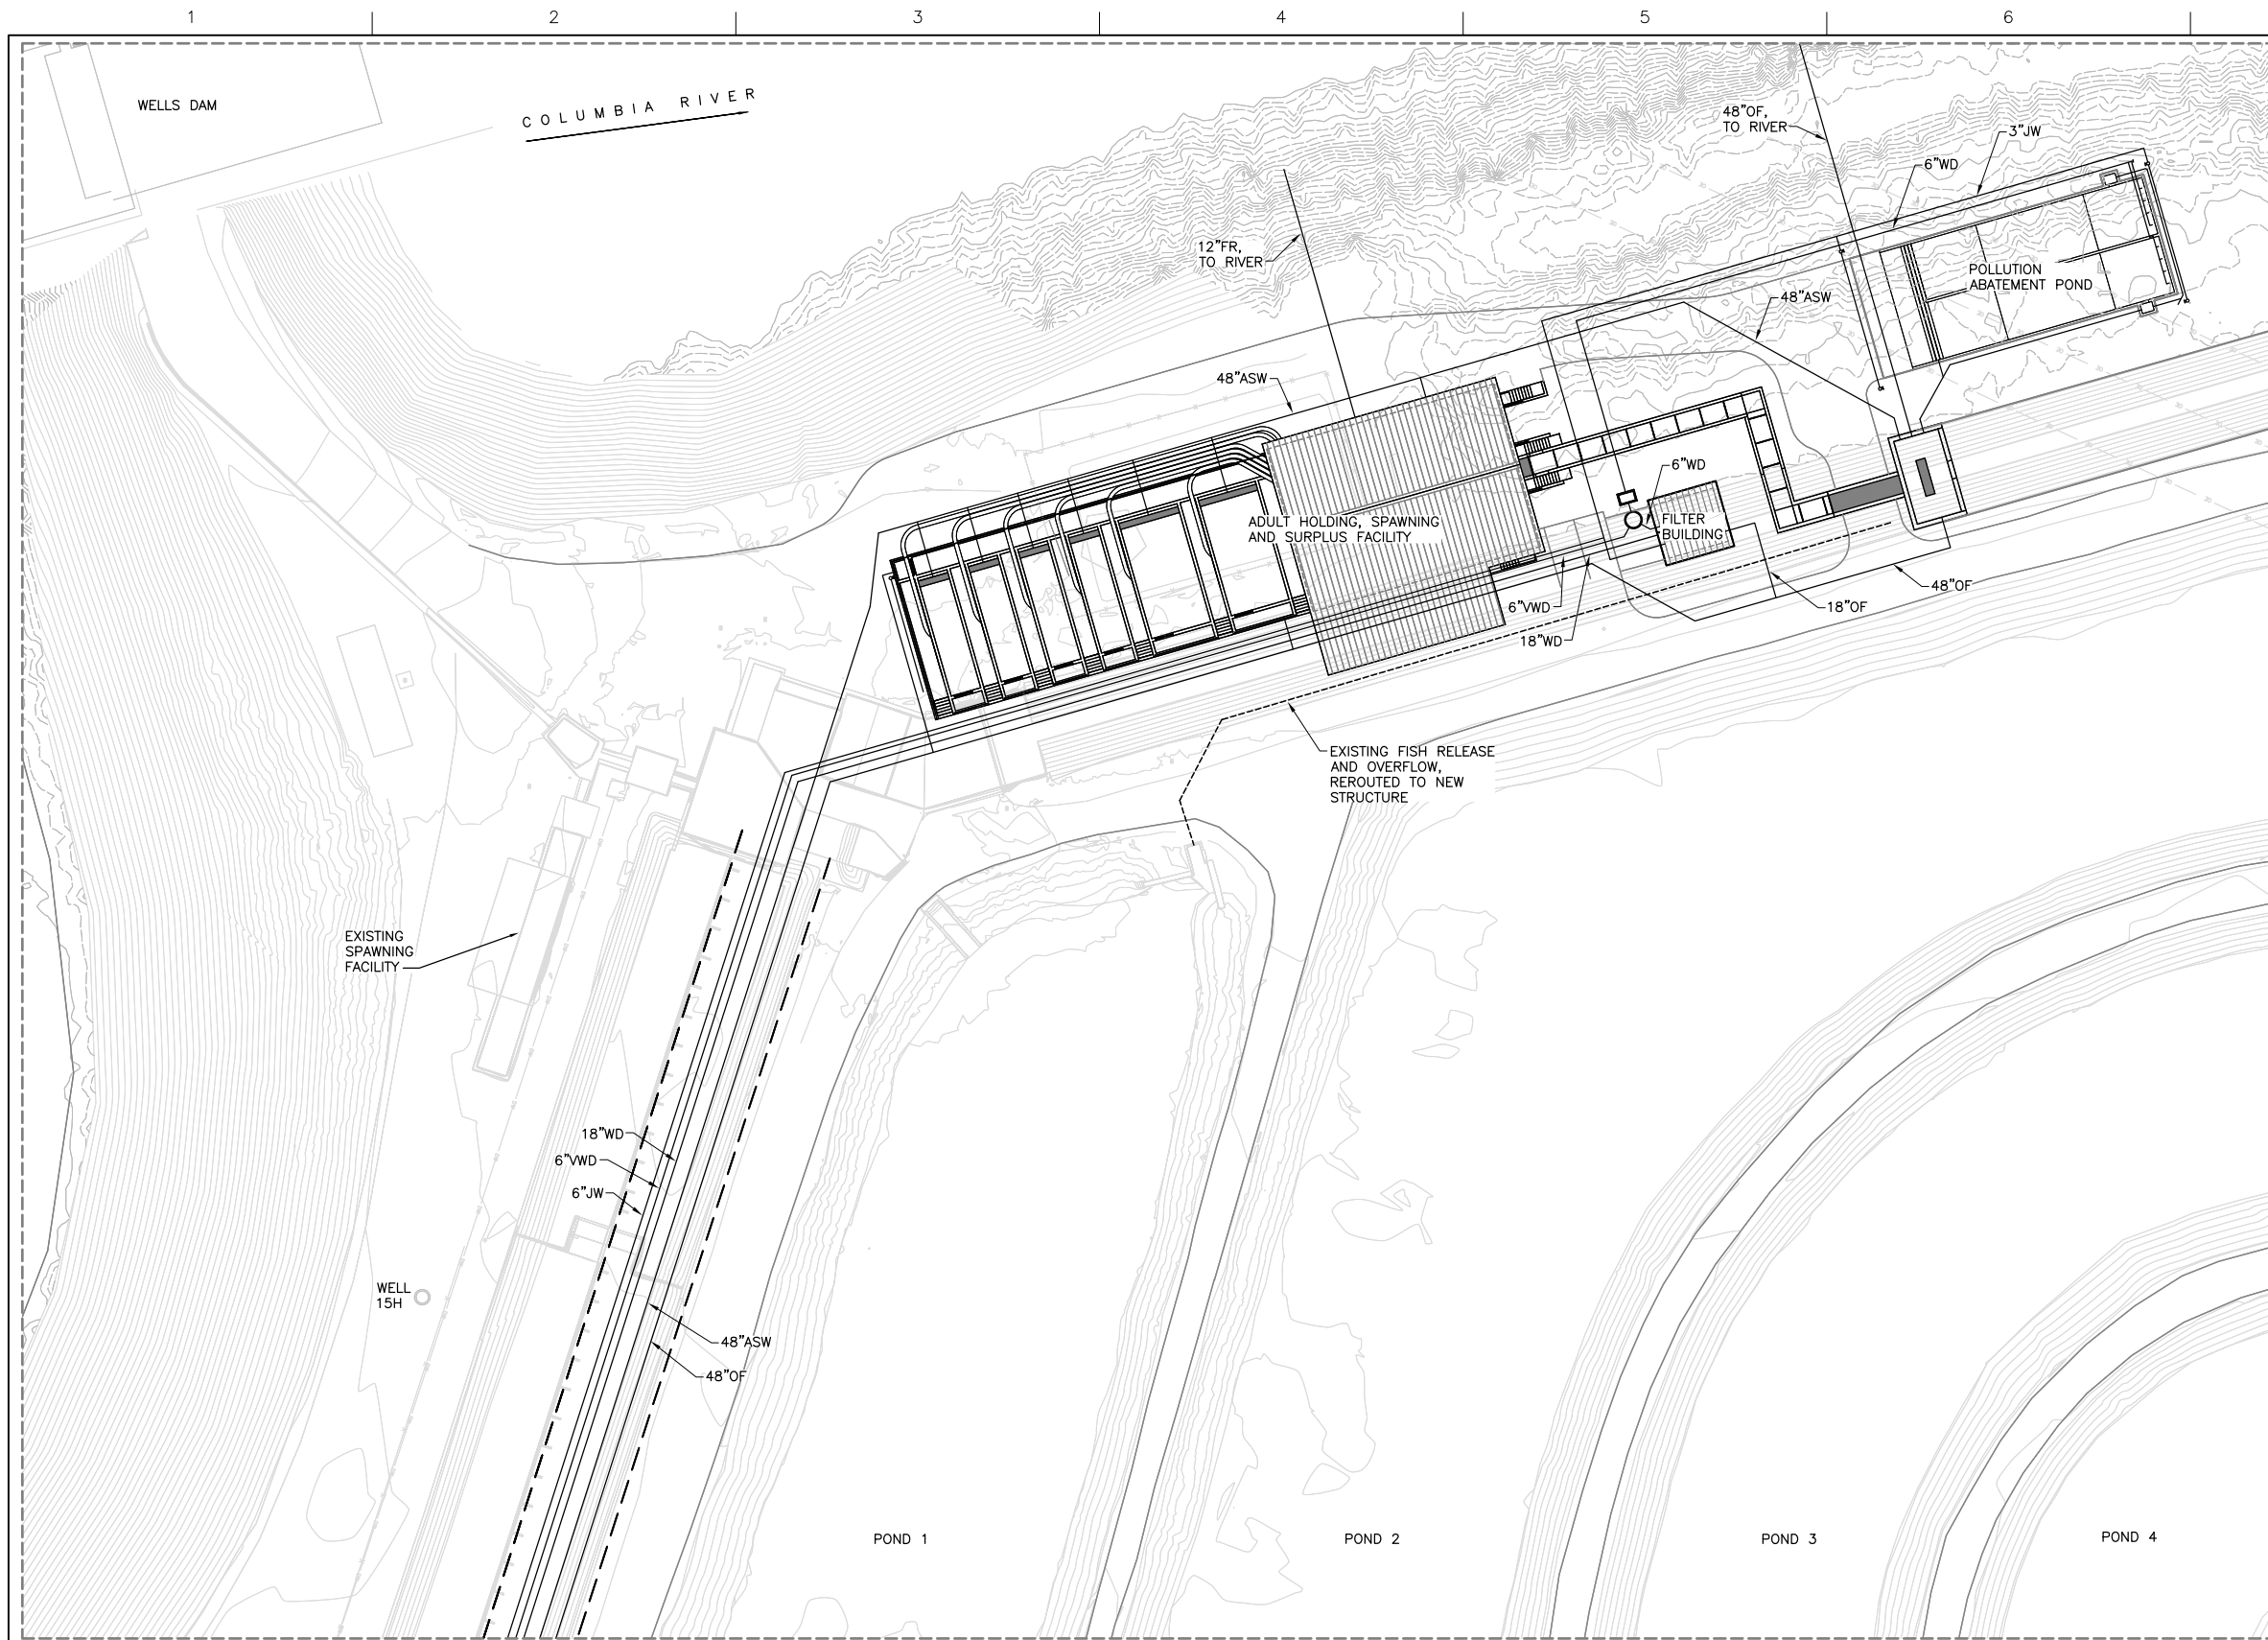 1
2
3
4
5
6
WELLS DAM
COLUMBIA RIVER
48"OF,
TO RIVER
3"JW
6"WD
12"FR,
TO RIVER
POLLUTION
ABATEMENT POND
48"ASW
48"ASW
6"WD
ADULT HOLDING, SPAWNING
AND SURPLUS FACILITY
FILTER
BUILDING
48"OF
6"VWD
18"OF
18"WD
EXISTING FISH RELEASE
AND OVERFLOW,
REROUTED TO NEW
STRUCTURE
EXISTING
SPAWNING
FACILITY
18"WD
6"VWD
6"JW
WELL
15H
48"ASW
48"OF
POND 1
POND 2
POND 3
POND 4